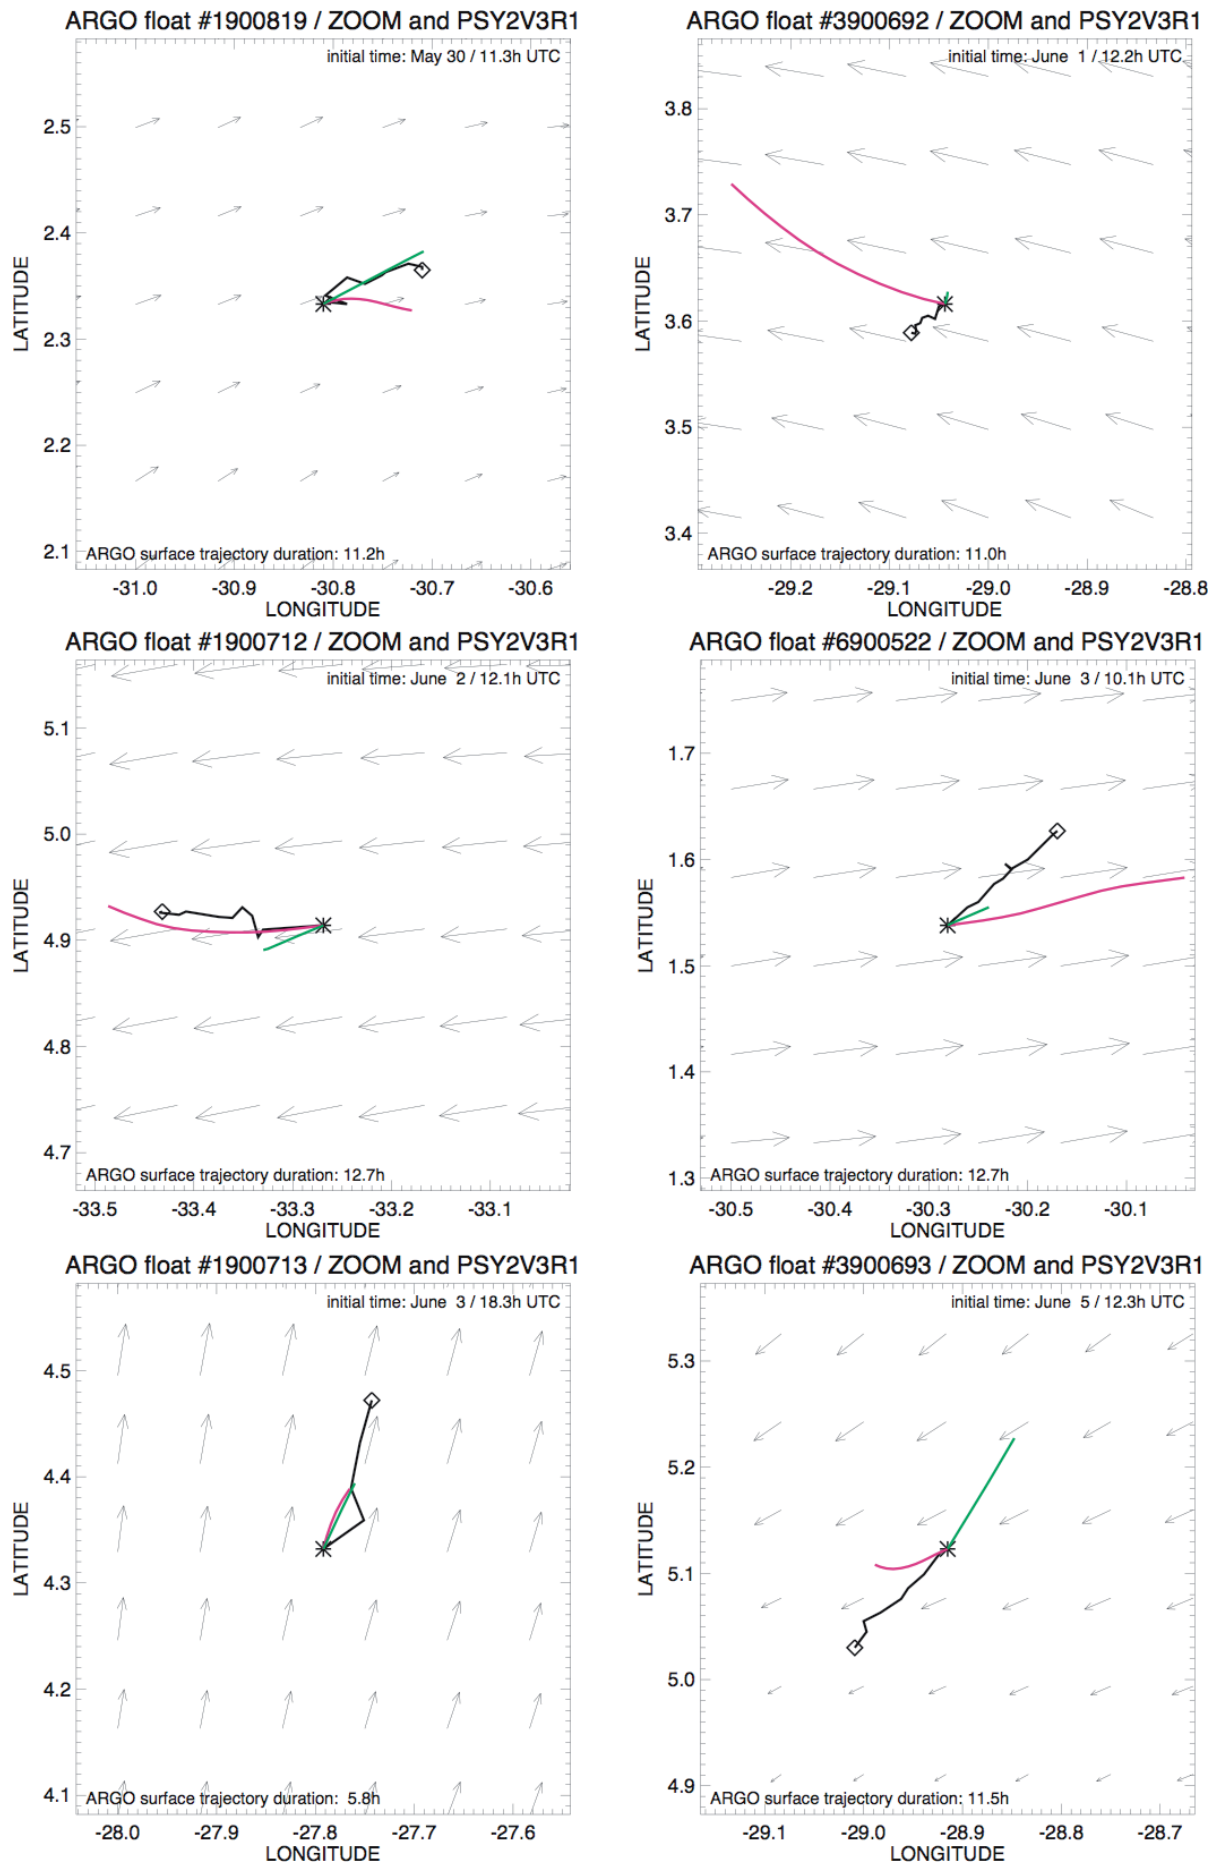 ARGO float #1900819 / ZOOM and PSY2V3R1
initial time: May 30 / 11.3h UTC
2.5
2.4
2.3
2.2
2.1
LATITUDE
ARGO surface trajectory duration: 11.2h
-31.0 -30.9 -30.8 -30.7 -30.6
LONGITUDE
ARGO float #3900692 / ZOOM and PSY2V3R1
initial time: June 1 / 12.2h UTC
3.8
3.7
3.6
3.5
3.4
LATITUDE
ARGO surface trajectory duration: 11.0h
-29.2 -29.1 -29.0 -28.9 -28.8
LONGITUDE
ARGO float #1900712 / ZOOM and PSY2V3R1
initial time: June 2 / 12.1h UTC
5.1
5.0
4.9
4.8
4.7
LATITUDE
ARGO surface trajectory duration: 12.7h
-33.5 -33.4 -33.3 -33.2 -33.1
LONGITUDE
ARGO float #6900522 / ZOOM and PSY2V3R1
initial time: June 3 / 10.1h UTC
1.7
1.6
1.5
1.4
1.3
LATITUDE
ARGO surface trajectory duration: 12.7h
-30.5 -30.4 -30.3 -30.2 -30.1
LONGITUDE
ARGO float #1900713 / ZOOM and PSY2V3R1
initial time: June 3 / 18.3h UTC
4.5
4.4
4.3
4.2
4.1
LATITUDE
ARGO surface trajectory duration: 5.8h
-28.0 -27.9 -27.8 -27.7 -27.6
LONGITUDE
ARGO float #3900693 / ZOOM and PSY2V3R1
initial time: June 5 / 12.3h UTC
5.3
5.2
5.1
5.0
4.9
LATITUDE
ARGO surface trajectory duration: 11.5h
-29.1 -29.0 -28.9 -28.8 -28.7
LONGITUDE